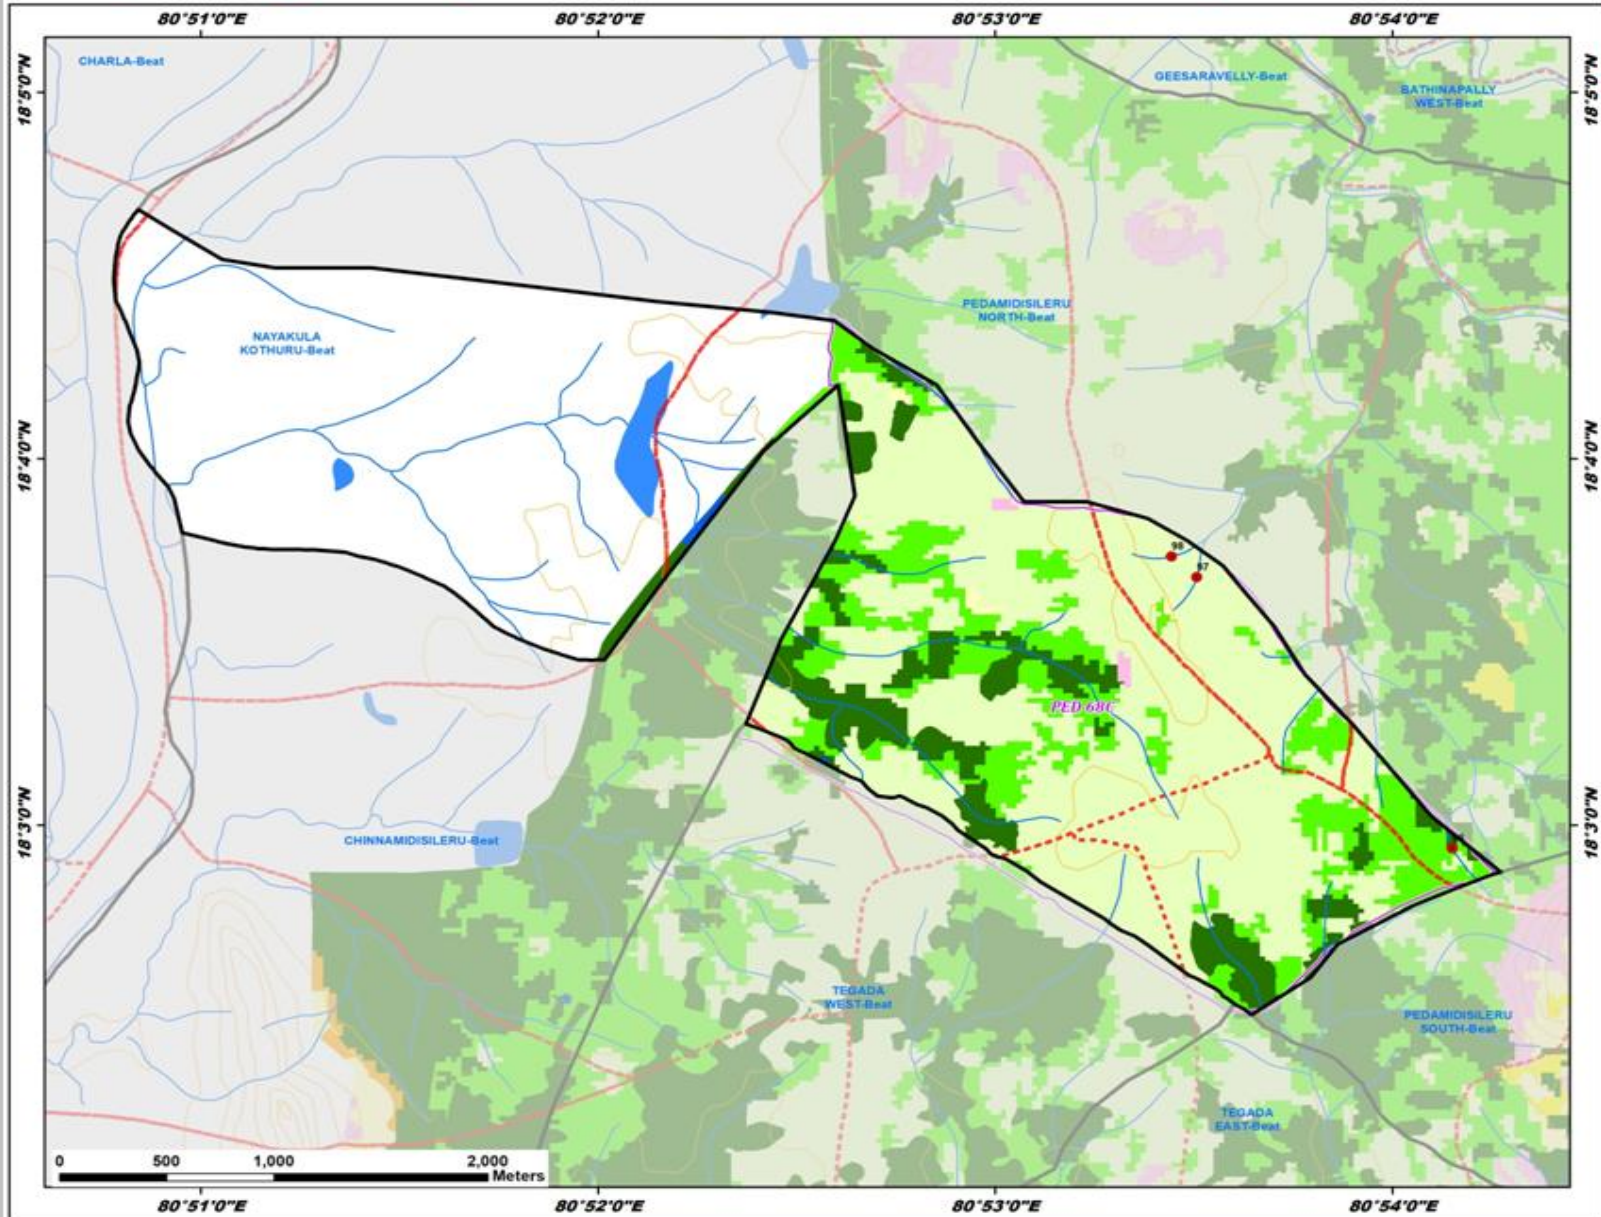 80°51'0"E 80°52'0"E 80°53'0"E 80°54'0"E
CHARLA-Beat
GEESARAVELLY-Beat
BATHINAPALLY
WEST-Beat
18°5'0"N 18°5'0"N
PEDAMIDISILERU
NORTH-Beat
NAYAKULA
KOTHURU-Beat
18°4'0"N 18°4'0"N
98
97
PED 68C
18°3'0"N 18°3'0"N
CHINNAMIDISILERU-Beat
TEGADA
WEST-Beat
PEDAMIDISILERU
SOUTH-Beat
TEGADA
EAST-Beat
0 500 1,000 2,000
Meters
80°51'0"E 80°52'0"E 80°53'0"E 80°54'0"E